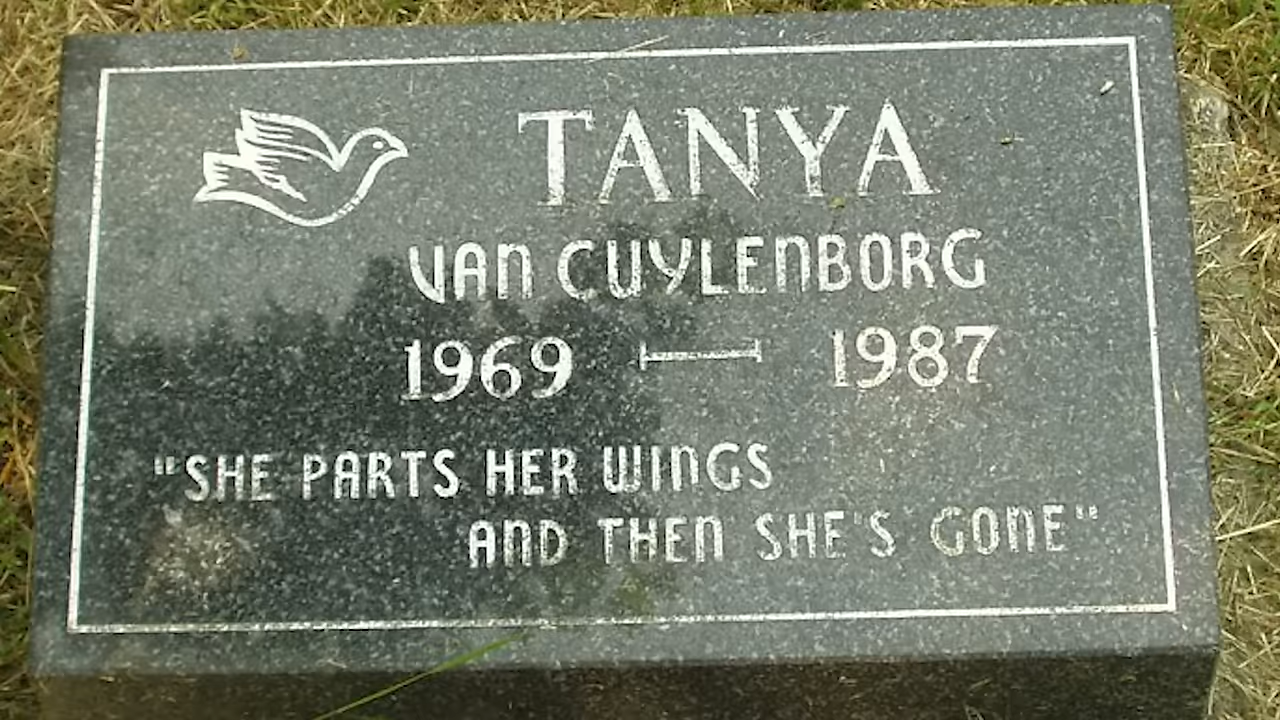 TANYA
VAN CUYLENBORG
1969 — 1987
"SHE PARTS HER WINGS
AND THEN SHE'S GONE"